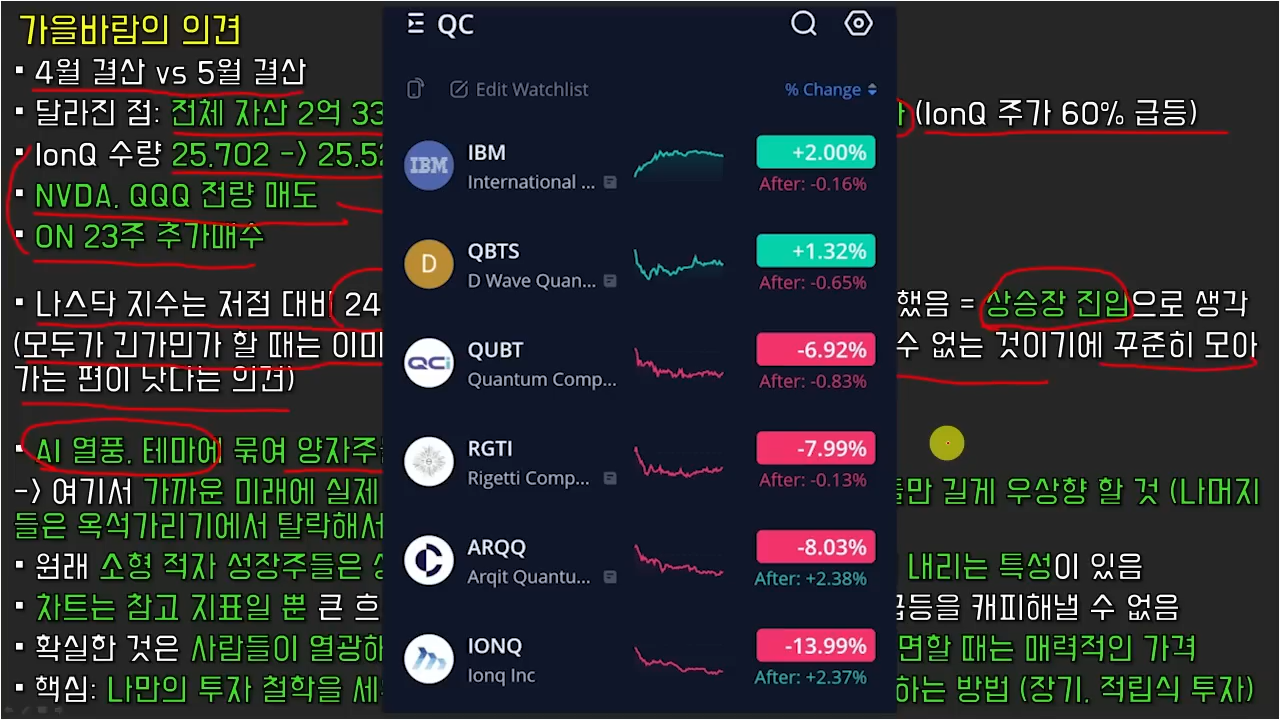 가을바람의 의견
▪ 4월 결산 vs 5월 결산
▪ 달라진 점: 전체 자산 2억 33
(IonQ 주가 60% 급등)
▪ IonQ 수량 25.702 -> 25.52
▪ NVDA, QQQ 전량 매도
▪ ON 23주 추가매수
▪ 나스닥 지수는 저점 대비 24
했음 = 상승장 진입으로 생각
(모두가 긴가민가 할 때는 이미
수 없는 것이기에 꾸준히 모아
가는 편이 낫다는 의견)
▪ AI 열풍, 테마에 묶여 양자주
-> 여기서 가까운 미래에 실제
들만 길게 우상향 할 것 (나머지
들은 옥석가리기에서 탈락해서
▪ 원래 소형 적자 성장주들은
내리는 특성이 있음
▪ 차트는 참고 지표일 뿐 큰 흐
급등을 캐피해낼 수 없음
▪ 확실한 것은 사람들이 열광해
면할 때는 매력적인 가격
▪ 핵심: 나만의 투자 철학을 세
하는 방법 (장기, 적립식 투자)
QC
Edit Watchlist
% Change
IBM
IBM
+2.00%
International ...
After: -0.16%
D
QBTS
+1.32%
D Wave Quan...
After: -0.65%
QCi
QUBT
-6.92%
Quantum Comp...
After: -0.83%
RGTI
-7.99%
Rigetti Comp...
After: -0.13%
ARQQ
-8.03%
Arqit Quantu...
After: +2.38%
IONQ
-13.99%
Ionq Inc
After: +2.37%